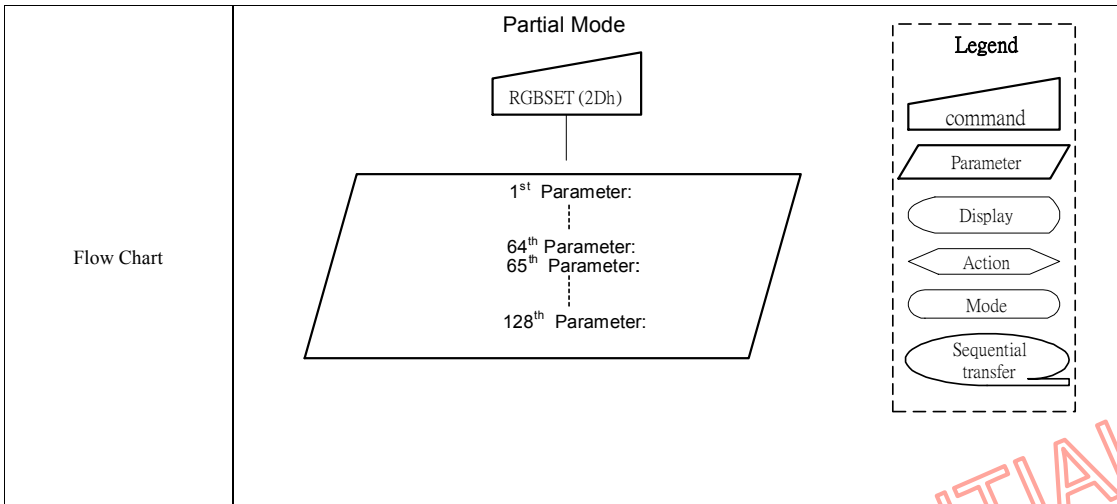 Flow Chart
Partial Mode
RGBSET (2Dh)
1st Parameter:
64th Parameter:
65th Parameter:
128th Parameter:
Legend
command
Parameter
Display
Action
Mode
Sequential
transfer